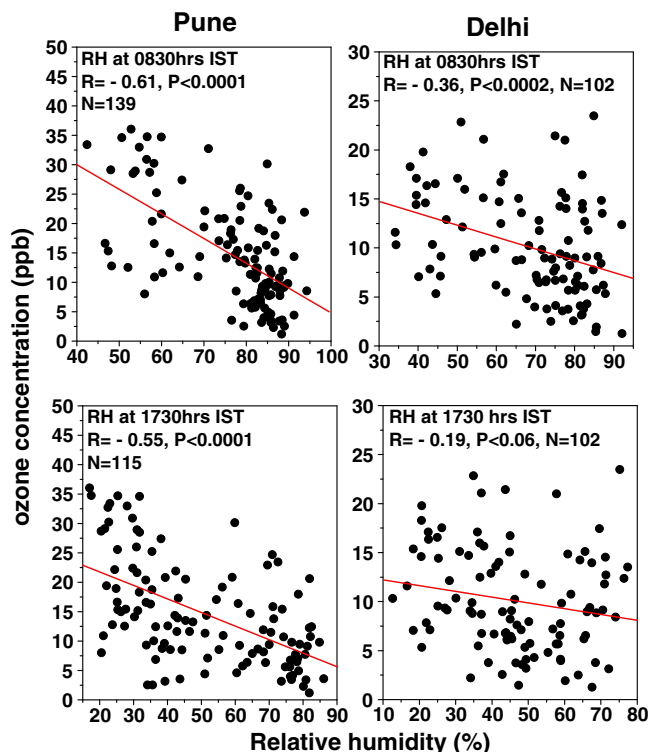 Pune
Delhi
ozone concentration (ppb)
50
45
40
35
30
25
20
15
10
5
0
RH at 0830hrs IST
R= - 0.61, P<0.0001
N=139
40 50 60 70 80 90 100
30
25
20
15
10
5
0
RH at 0830hrs IST
R= - 0.36, P<0.0002, N=102
30 40 50 60 70 80 90
50
45
40
35
30
25
20
15
10
5
0
RH at 1730hrs IST
R= - 0.55, P<0.0001
N=115
20 30 40 50 60 70 80 90
30
25
20
15
10
5
0
RH at 1730 hrs IST
R= - 0.19, P<0.06, N=102
10 20 30 40 50 60 70 80
Relative humidity (%)